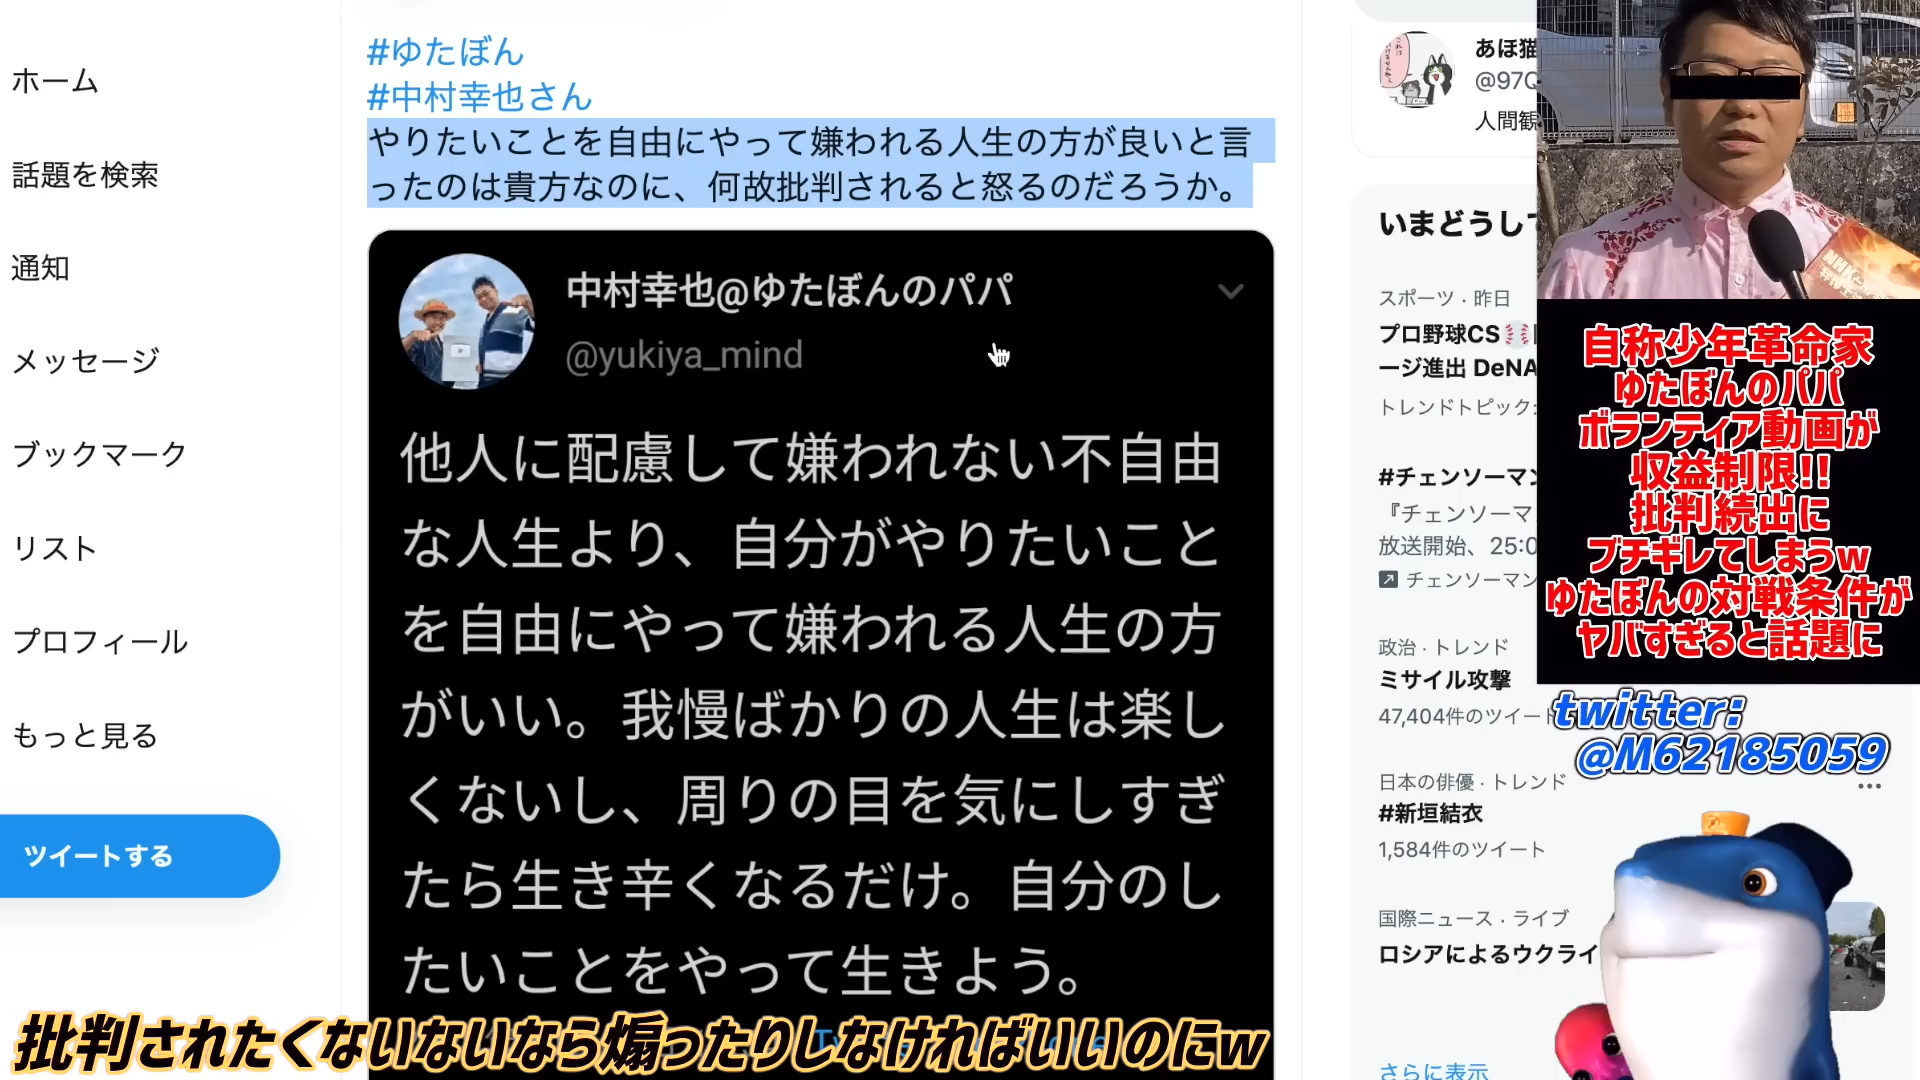 ホーム
話題を検索
通知
メッセージ
ブックマーク
リスト
プロフィール
もっと見る
ツイートする
#ゆたぼん
#中村幸也さん
やりたいことを自由にやって嫌われる人生の方が良いと言
ったのは貴方なのに、何故批判されると怒るのだろうか。
中村幸也@ゆたぼんのパパ
@yukiya_mind
他人に配慮して嫌われない不自由
な人生より、自分がやりたいこと
を自由にやって嫌われる人生の方
がいい。我慢ばかりの人生は楽し
くないし、周りの目を気にしすぎ
たら生き辛くなるだけ。自分のし
たいことをやって生きよう。
批判されたくないないなら煽ったりしなければいいのにw
あほ猫
@97
人間観
いまどうして
スポーツ · 昨日
プロ野球CS
ージ進出 DeNA
トレンドトピック:
#チェンソーマン
『チェンソーマ
放送開始、25:0
チェンソーマン
政治 · トレンド
ミサイル攻撃
47,404件のツイート
日本の俳優 · トレンド
#新垣結衣
1,584件のツイート
国際ニュース · ライブ
ロシアによるウクライ
さらに表示
NHK
自称少年革命家
ゆたぼんのパパ
ボランティア動画が
収益制限!!
批判続出に
ブチギレてしまうw
ゆたぼんの対戦条件が
ヤバすぎると話題に
twitter:
@M62185059